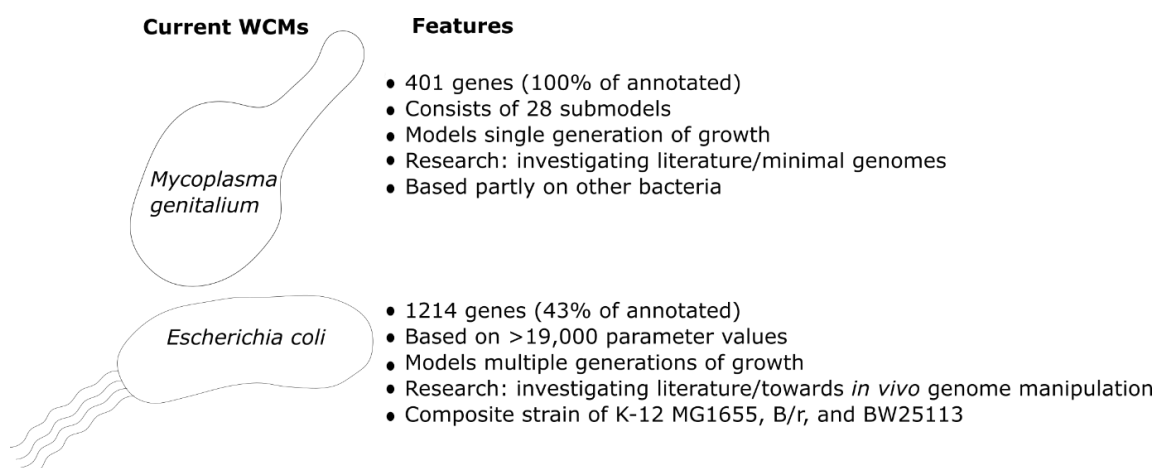 Current WCMs
Features
• 401 genes (100% of annotated)
• Consists of 28 submodels
• Models single generation of growth
• Research: investigating literature/minimal genomes
• Based partly on other bacteria
Mycoplasma
genitalium
• 1214 genes (43% of annotated)
• Based on >19,000 parameter values
• Models multiple generations of growth
• Research: investigating literature/towards in vivo genome manipulation
• Composite strain of K-12 MG1655, B/r, and BW25113
Escherichia coli